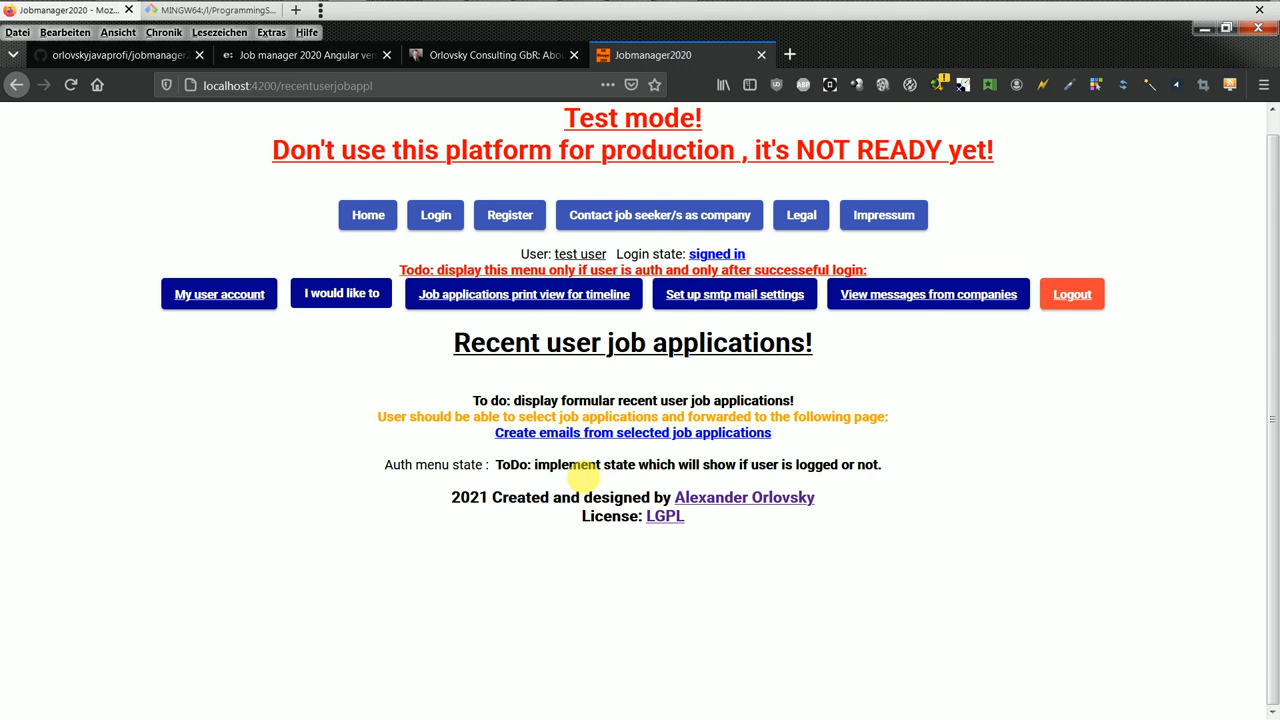 Jobmanager2020 - Moz...
MINGW64:/l/ProgrammingS...
Datei Bearbeiten Ansicht Chronik Lesezeichen Extras Hilfe
orlovskyjavaprofi/jobmanager2
Job manager 2020 Angular ver
Orlovsky Consulting GbR: Abo
Jobmanager2020
localhost:4200/recentuserjobappl
Test mode!
Don't use this platform for production , it's NOT READY yet!
Home Login Register Contact job seeker/s as company Legal Impressum
User: test user Login state: signed in
Todo: display this menu only if user is auth and only after successeful login:
My user account I would like to Job applications print view for timeline Set up smtp mail settings View messages from companies Logout
Recent user job applications!
To do: display formular recent user job applications!
User should be able to select job applications and forwarded to the following page:
Create emails from selected job applications
Auth menu state : ToDo: implement state which will show if user is logged or not.
2021 Created and designed by Alexander Orlovsky
License: LGPL